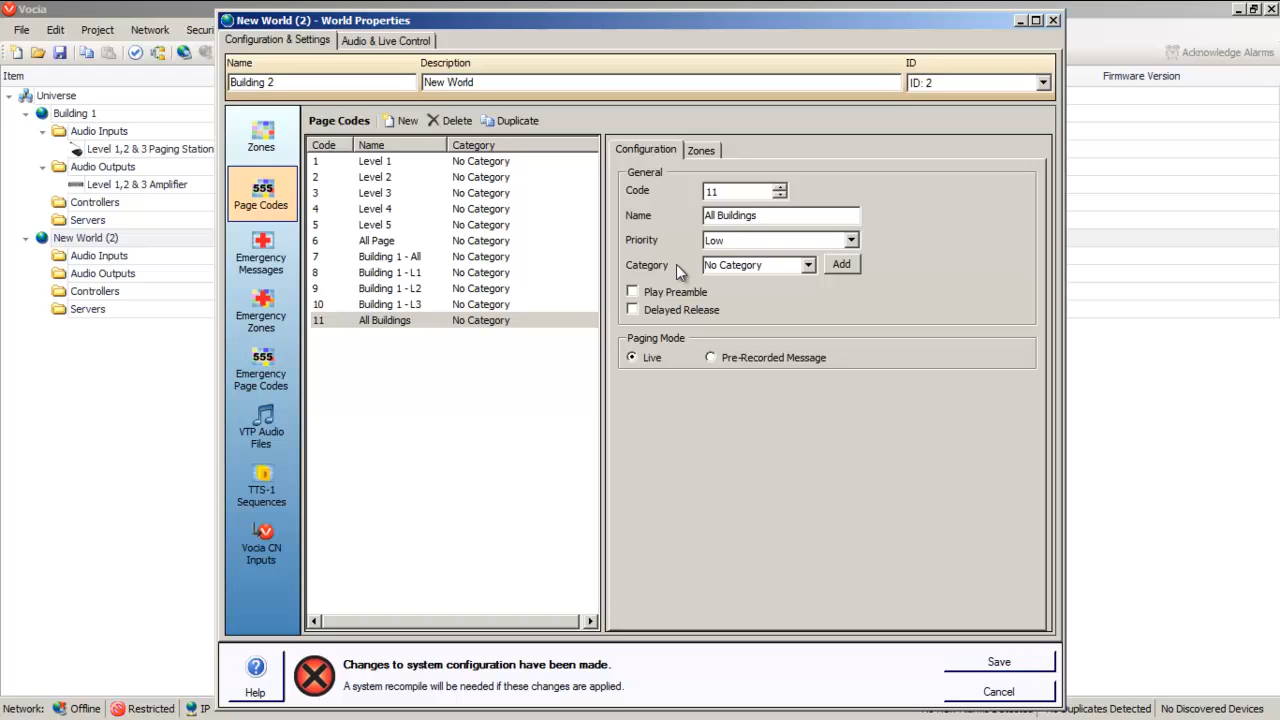 Vocia
File Edit Project Network
Acknowledge Alarms
Item
Firmware Version
Universe
Building 1
Audio Inputs
Level 1,2 & 3 Paging Station
Audio Outputs
Level 1,2 & 3 Amplifier
Controllers
Servers
New World (2)
Audio Inputs
Audio Outputs
Controllers
Servers
New World (2) - World Properties
Configuration & Settings Audio & Live Control
Name Description ID
Building 2 New World ID: 2
Zones
555
Page Codes
Emergency
Messages
Emergency
Zones
555
Emergency
Page Codes
VTP Audio
Files
TTS-1
Sequences
Vocia CN
Inputs
Page Codes New Delete Duplicate
Code Name Category
1 Level 1 No Category
2 Level 2 No Category
3 Level 3 No Category
4 Level 4 No Category
5 Level 5 No Category
6 All Page No Category
7 Building 1 - All No Category
8 Building 1 - L1 No Category
9 Building 1 - L2 No Category
10 Building 1 - L3 No Category
11 All Buildings No Category
Configuration Zones
General
Code 11
Name All Buildings
Priority Low
Category No Category Add
Play Preamble
Delayed Release
Paging Mode
Live Pre-Recorded Message
Help
Changes to system configuration have been made.
A system recompile will be needed if these changes are applied.
Save
Cancel
Network: Offline Restricted IP
Duplicates Detected No Discovered Devices